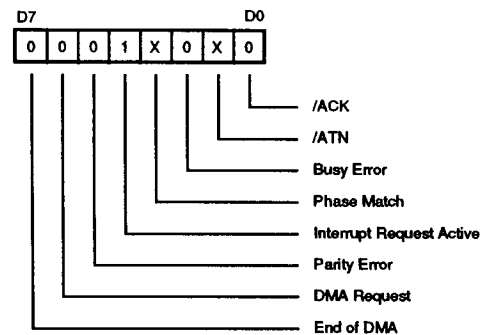 D7 D0
0 0 0 1 X 0 X 0
/ACK
/ATN
Busy Error
Phase Match
Interrupt Request Active
Parity Error
DMA Request
End of DMA